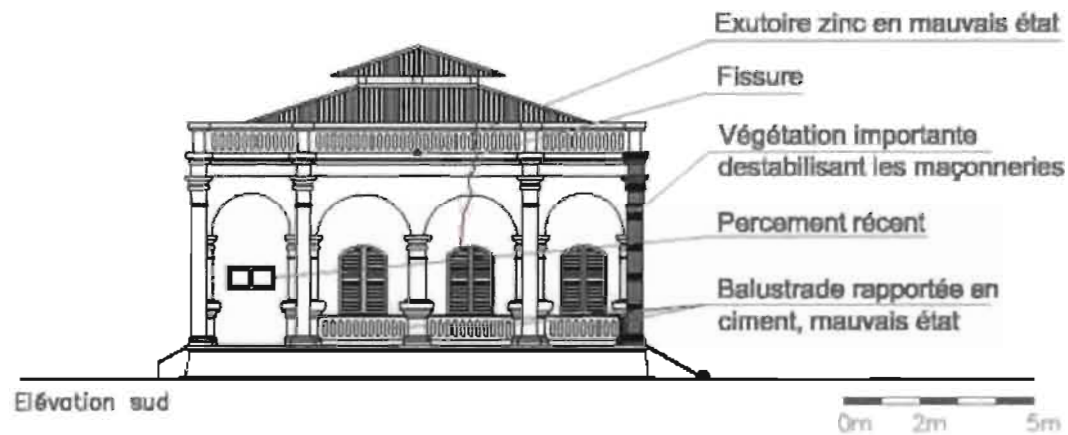 Exutoire zinc en mauvais état
Fissure
Végétation importante
destabilisant les maçonneries
Percement récent
Balustrade rapportée en
ciment, mauvais état
Elévation sud
0m 2m 5m